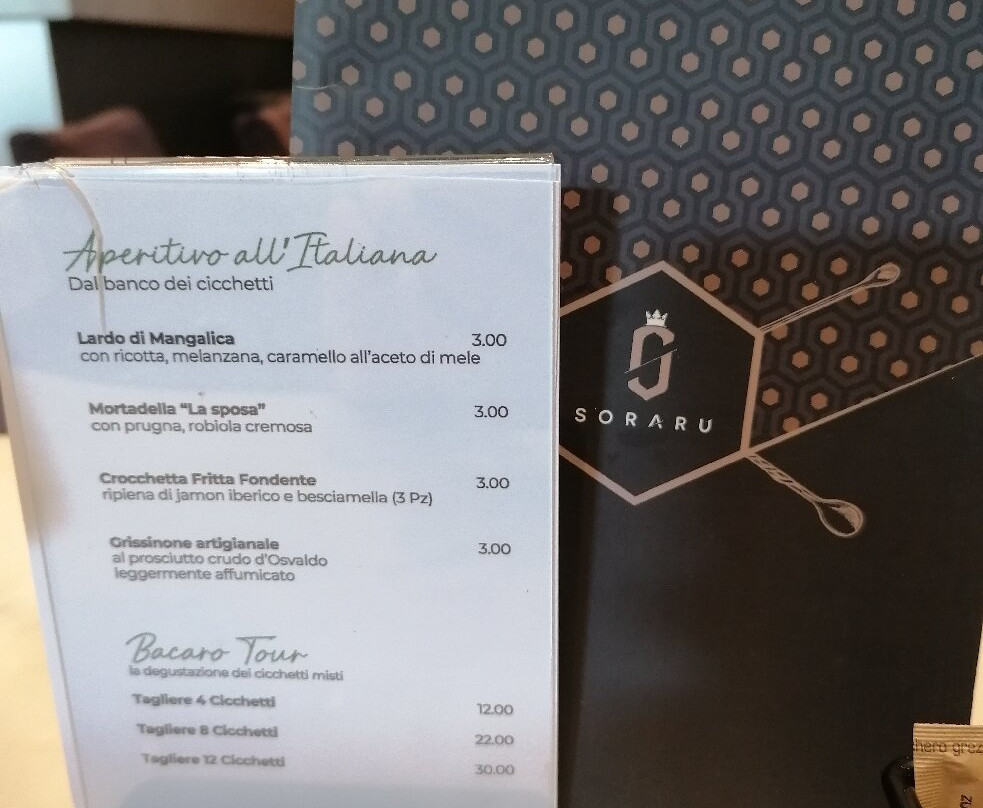 Aperitivo all'Italiana
Dal banco dei cicchetti
Lardo di Mangalica 3.00
con ricotta, melanzana, caramello all'aceto di mele
Mortadella "La sposa" 3.00
con prugna, robiola cremosa
Crocchetta Fritta Fondente 3.00
ripiena di jamon iberico e besciamella (3 Pz)
Grissinone artigianale 3.00
al prosciutto crudo d'Osvaldo
leggermente affumicato
Bacaro Tour
la degustazione dei cicchetti misti
Tagliere 4 Cicchetti 12.00
Tagliere 8 Cicchetti 22.00
Tagliere 12 Cicchetti 30.00
SORARU